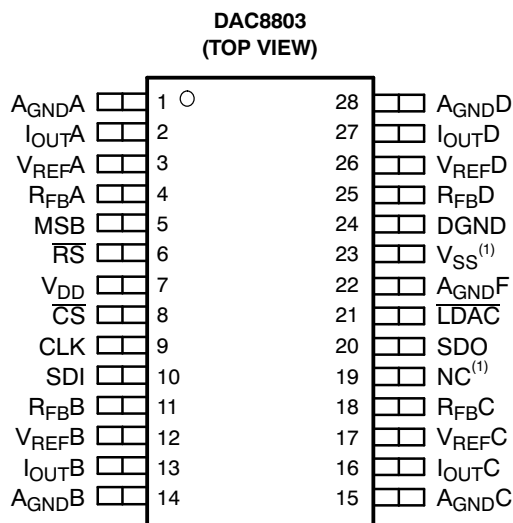 DAC8803
(TOP VIEW)
AGNDA 1 28 AGNDD
IOUTA 2 27 IOUTD
VREFA 3 26 VREFD
RFBA 4 25 RFBD
MSB 5 24 DGND
RS 6 23 VSS(1)
VDD 7 22 AGNDF
CS 8 21 LDAC
CLK 9 20 SDO
SDI 10 19 NC(1)
RFBB 11 18 RFBC
VREFB 12 17 VREFC
IOUTB 13 16 IOUTC
AGNDB 14 15 AGNDC